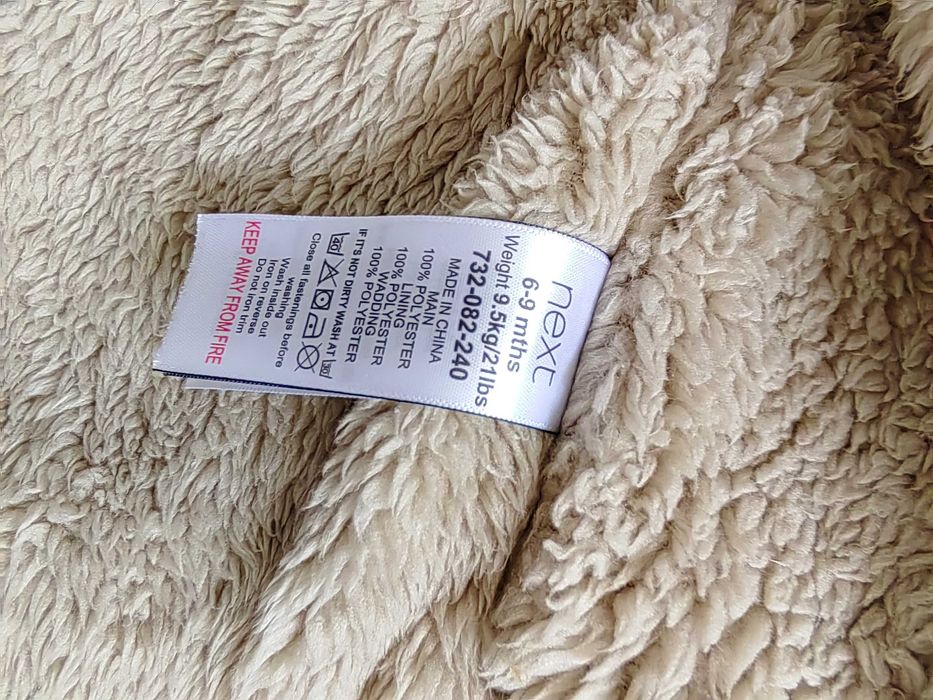 next
6-9 mths
Weight 9.5kg/21lbs
732-082-240
MADE IN CHINA
MAIN
100% POLYESTER
LINING
100% POLYESTER
WADDING
100% POLYESTER
IF IT'S NOT DIRTY WASH AT 30
40
Close all fastenings before
washing
Wash inside out
Do not reverse
Iron on
Do not iron trim
KEEP AWAY FROM FIRE